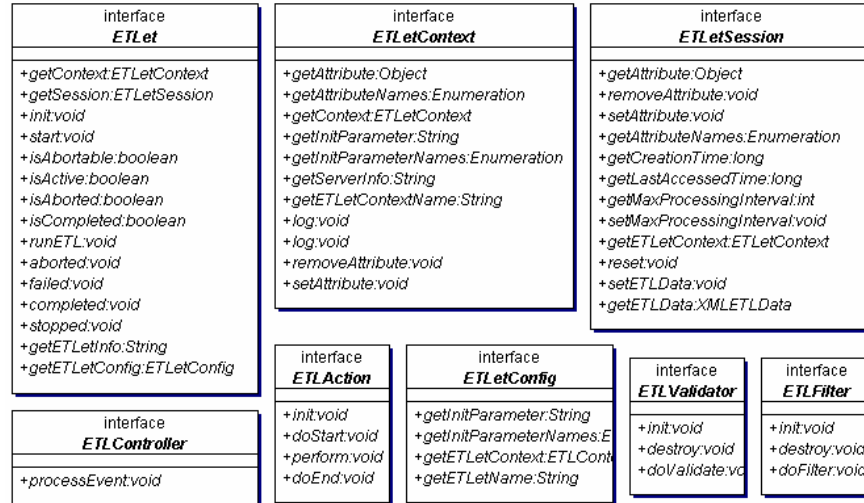 interface
ETLet
+getContext:ETLetContext
+getSession:ETLetSession
+init:void
+start:void
+isAbortable:boolean
+isActive:boolean
+isAborted:boolean
+isCompleted:boolean
+runETL:void
+aborted:void
+failed:void
+completed:void
+stopped:void
+getETLetInfo:String
+getETLetConfig:ETLetConfig
interface
ETLetContext
+getAttribute:Object
+getAttributeNames:Enumeration
+getContext:ETLetContext
+getInitParameter:String
+getInitParameterNames:Enumeration
+getServerInfo:String
+getETLetContextName:String
+log:void
+log:void
+removeAttribute:void
+setAttribute:void
interface
ETLetSession
+getAttribute:Object
+removeAttribute:void
+setAttribute:void
+getAttributeNames:Enumeration
+getCreationTime:long
+getLastAccessedTime:long
+getMaxProcessingInterval:int
+setMaxProcessingInterval:void
+getETLetContext:ETLetContext
+reset:void
+setETLData:void
+getETLData:XMLETLData
interface
ETLController
+processEvent:void
interface
ETLAction
+init:void
+doStart:void
+perform:void
+doEnd:void
interface
ETLetConfig
+getInitParameter:String
+getInitParameterNames:E
+getETLetContext:ETLCont
+getETLetName:String
interface
ETLValidator
+init:void
+destroy:void
+doValidate:vo
interface
ETLFilter
+init:void
+destroy:void
+doFilter:void